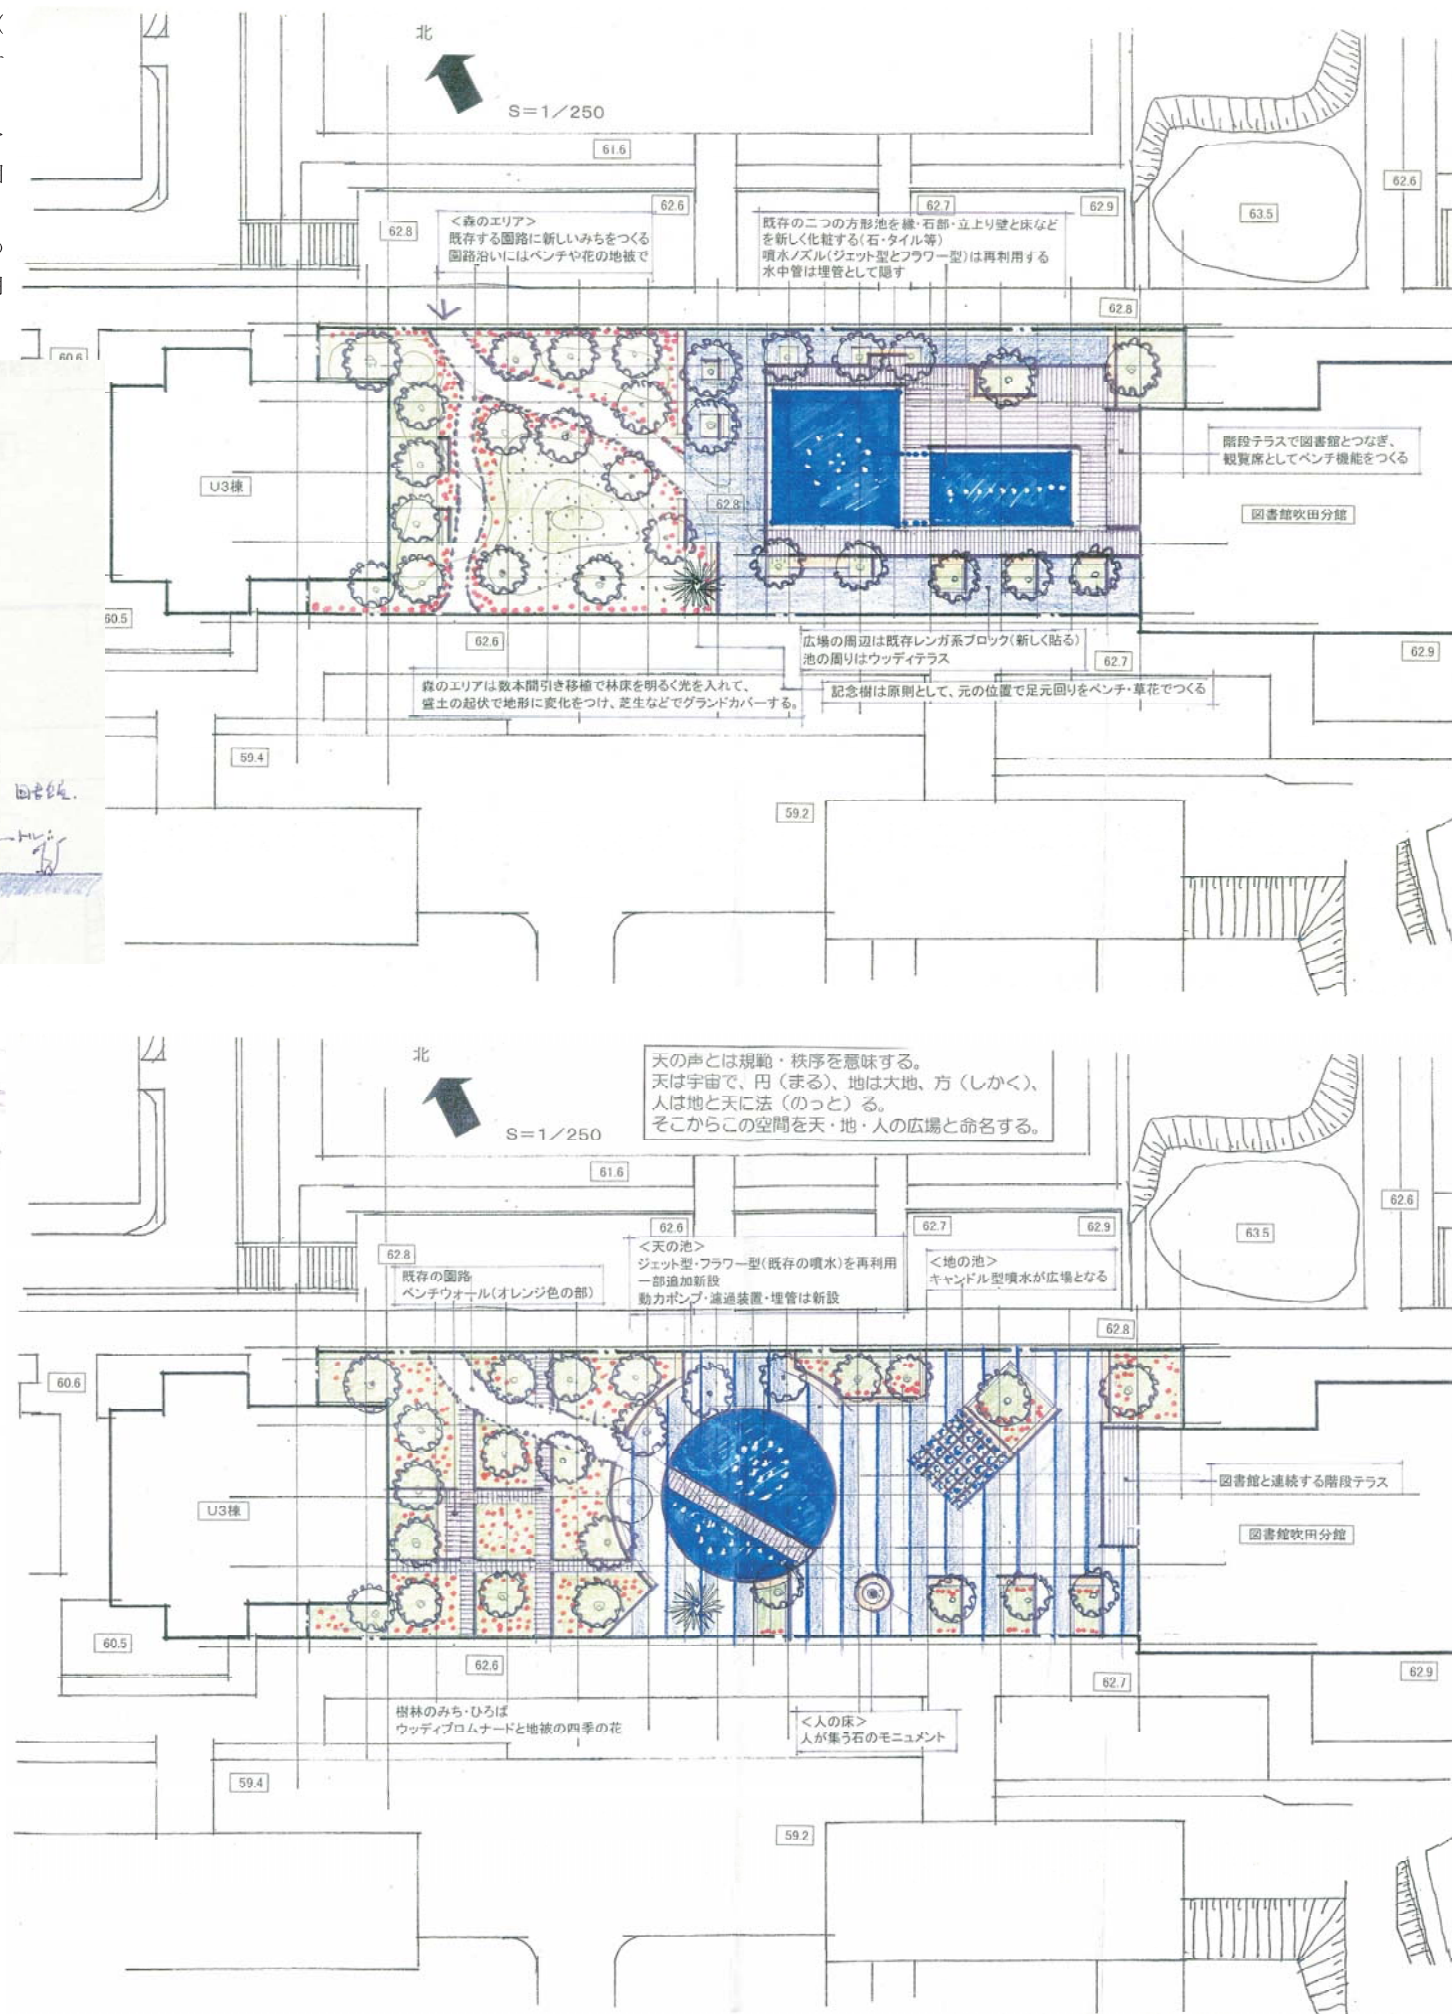 北
S=1/250
61.6
62.6
62.8
<森のエリア>
既存する園路に新しいみちをつくる
園路沿いにはベンチや花の地被で
62.7
62.9
既存の二つの方形池を縁・石部・立上り壁と床など
を新しく化粧する(石・タイル等)
噴水ノズル(ジェット型とフラワー型)は再利用する
水中管は埋管として隠す
63.5
62.6
62.8
60.6
U3棟
62.8
階段テラスで図書館とつなぎ、
観覧席としてベンチ機能をつくる
図書館吹田分館
60.5
62.6
広場の周辺は既存レンガ系ブロック(新しく貼る)
池の周りはウッディテラス
62.7
62.9
森のエリアは数本間引き移植で林床を明るく光を入れて、
盛土の起伏で地形に変化をつけ、芝生などでグランドカバーする。
記念樹は原則として、元の位置で足元回りをベンチ・草花でつくる
59.4
図書館.
59.2
北
S=1/250
天の声とは規範・秩序を意味する。
天は宇宙で、円(まる)、地は大地、方(しかく)、
人は地と天に法(のっと)る。
そこからこの空間を天・地・人の広場と命名する。
61.6
62.6
62.7
62.9
62.6
63.5
62.8
既存の園路
ベンチウォール(オレンジ色の部)
<天の池>
ジェット型・フラワー型(既存の噴水)を再利用
一部追加新設
動力ポンプ・濾過装置・埋管は新設
<地の池>
キャンドル型噴水が広場となる
62.8
60.6
U3棟
図書館と連続する階段テラス
図書館吹田分館
60.5
62.6
62.7
62.9
樹林のみち・ひろば
ウッディプロムナードと地被の四季の花
<人の床>
人が集う石のモニュメント
59.4
59.2